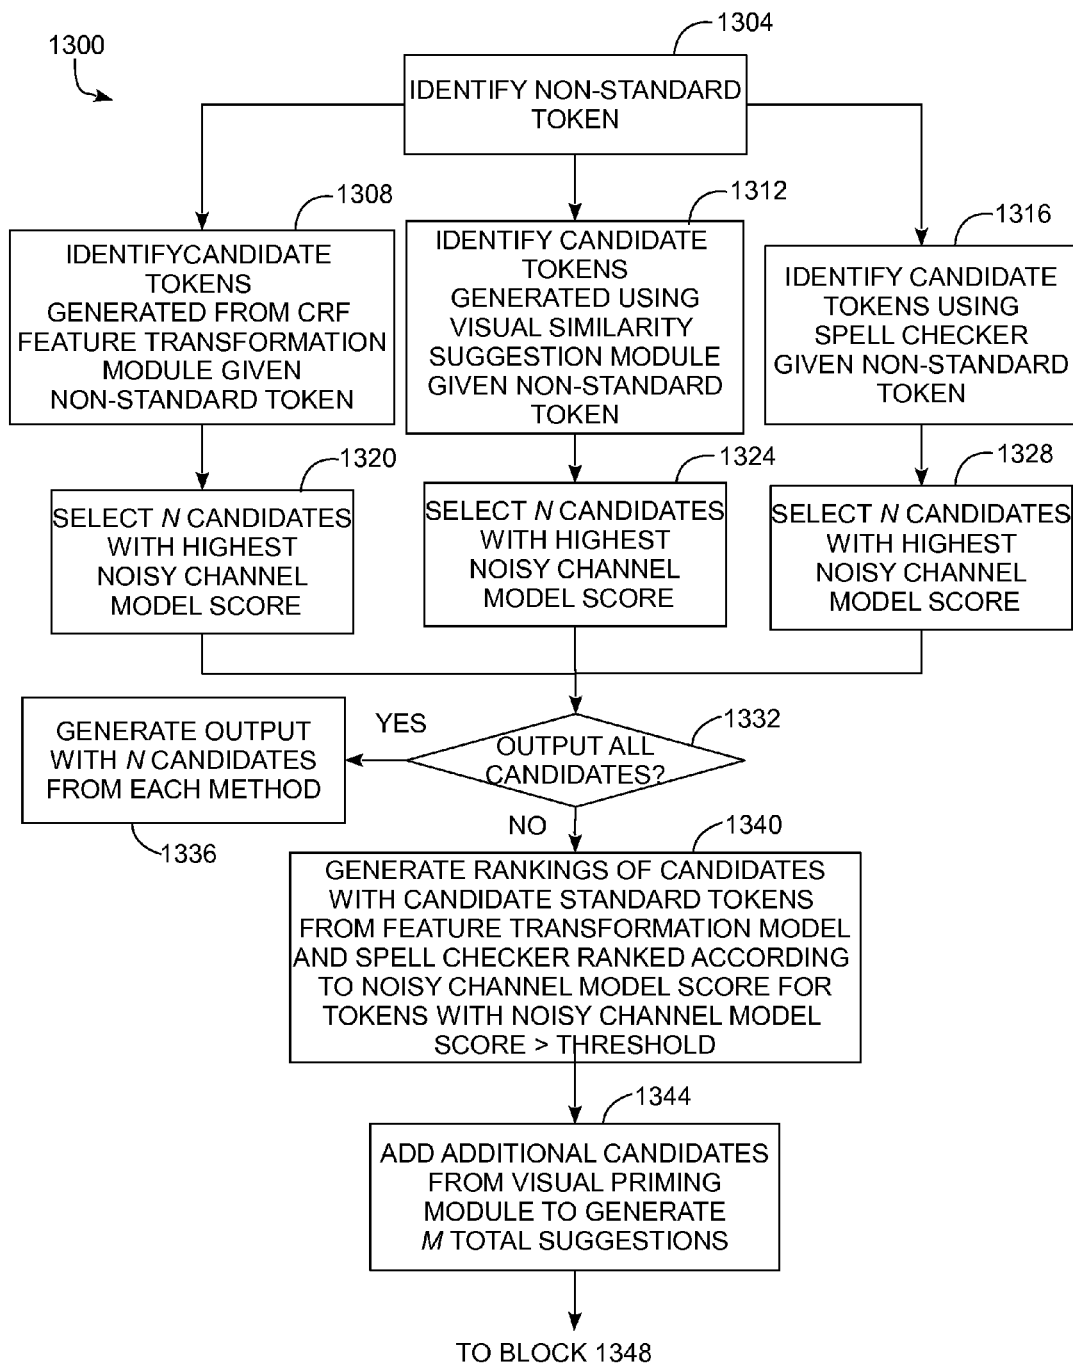 1300
1304
IDENTIFY NON-STANDARD
TOKEN
1308
IDENTIFYCANDIDATE
TOKENS
GENERATED FROM CRF
FEATURE TRANSFORMATION
MODULE GIVEN
NON-STANDARD TOKEN
1312
IDENTIFY CANDIDATE
TOKENS
GENERATED USING
VISUAL SIMILARITY
SUGGESTION MODULE
GIVEN NON-STANDARD
TOKEN
1316
IDENTIFY CANDIDATE
TOKENS USING
SPELL CHECKER
GIVEN NON-STANDARD
TOKEN
1320
SELECT N CANDIDATES
WITH HIGHEST
NOISY CHANNEL
MODEL SCORE
1324
SELECT N CANDIDATES
WITH HIGHEST
NOISY CHANNEL
MODEL SCORE
1328
SELECT N CANDIDATES
WITH HIGHEST
NOISY CHANNEL
MODEL SCORE
1332
OUTPUT ALL
CANDIDATES?
YES
GENERATE OUTPUT
WITH N CANDIDATES
FROM EACH METHOD
1336
NO
1340
GENERATE RANKINGS OF CANDIDATES
WITH CANDIDATE STANDARD TOKENS
FROM FEATURE TRANSFORMATION MODEL
AND SPELL CHECKER RANKED ACCORDING
TO NOISY CHANNEL MODEL SCORE FOR
TOKENS WITH NOISY CHANNEL MODEL
SCORE > THRESHOLD
1344
ADD ADDITIONAL CANDIDATES
FROM VISUAL PRIMING
MODULE TO GENERATE
M TOTAL SUGGESTIONS
TO BLOCK 1348